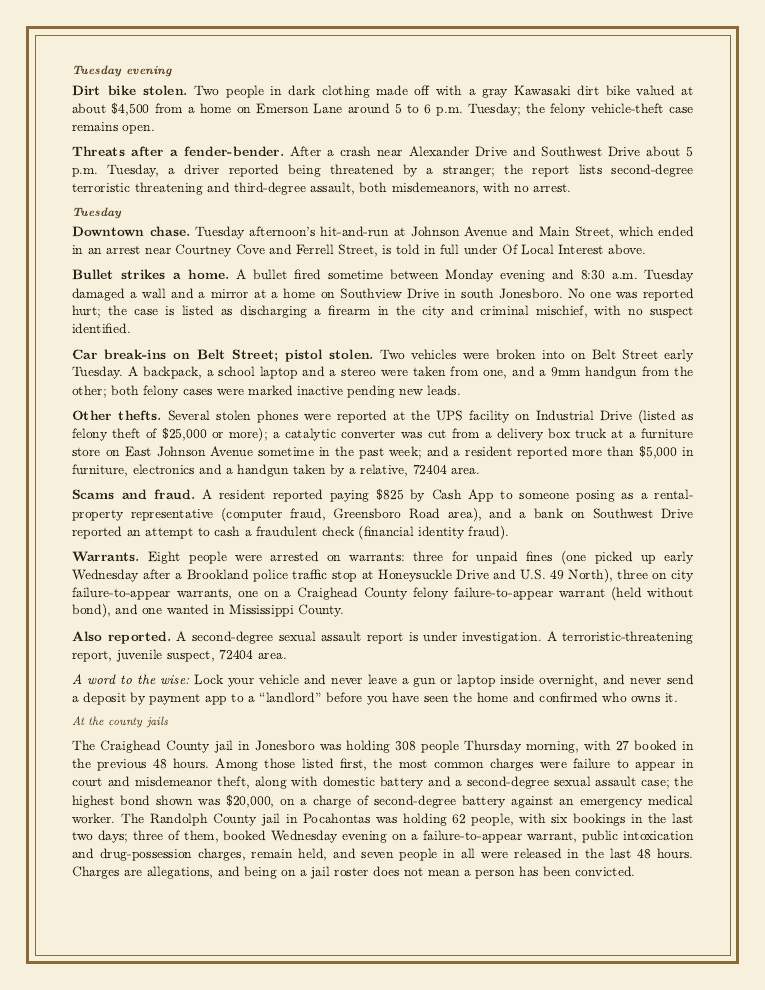 Tuesday evening
Dirt bike stolen. Two people in dark clothing made off with a gray Kawasaki dirt bike valued at
about $4,500 from a home on Emerson Lane around 5 to 6 p.m. Tuesday; the felony vehicle-theft case
remains open.
Threats after a fender-bender. After a crash near Alexander Drive and Southwest Drive about 5
p.m. Tuesday, a driver reported being threatened by a stranger; the report lists second-degree
terroristic threatening and third-degree assault, both misdemeanors, with no arrest.
Tuesday
Downtown chase. Tuesday afternoon’s hit-and-run at Johnson Avenue and Main Street, which ended
in an arrest near Courtney Cove and Ferrell Street, is told in full under Of Local Interest above.
Bullet strikes a home. A bullet fired sometime between Monday evening and 8:30 a.m. Tuesday
damaged a wall and a mirror at a home on Southview Drive in south Jonesboro. No one was reported
hurt; the case is listed as discharging a firearm in the city and criminal mischief, with no suspect
identified.
Car break-ins on Belt Street; pistol stolen. Two vehicles were broken into on Belt Street early
Tuesday. A backpack, a school laptop and a stereo were taken from one, and a 9mm handgun from the
other; both felony cases were marked inactive pending new leads.
Other thefts. Several stolen phones were reported at the UPS facility on Industrial Drive (listed as
felony theft of $25,000 or more); a catalytic converter was cut from a delivery box truck at a furniture
store on East Johnson Avenue sometime in the past week; and a resident reported more than $5,000 in
furniture, electronics and a handgun taken by a relative, 72404 area.
Scams and fraud. A resident reported paying $825 by Cash App to someone posing as a rental-
property representative (computer fraud, Greensboro Road area), and a bank on Southwest Drive
reported an attempt to cash a fraudulent check (financial identity fraud).
Warrants. Eight people were arrested on warrants: three for unpaid fines (one picked up early
Wednesday after a Brookland police traffic stop at Honeysuckle Drive and U.S. 49 North), three on city
failure-to-appear warrants, one on a Craighead County felony failure-to-appear warrant (held without
bond), and one wanted in Mississippi County.
Also reported. A second-degree sexual assault report is under investigation. A terroristic-threatening
report, juvenile suspect, 72404 area.
A word to the wise: Lock your vehicle and never leave a gun or laptop inside overnight, and never send
a deposit by payment app to a “landlord” before you have seen the home and confirmed who owns it.
At the county jails
The Craighead County jail in Jonesboro was holding 308 people Thursday morning, with 27 booked in
the previous 48 hours. Among those listed first, the most common charges were failure to appear in
court and misdemeanor theft, along with domestic battery and a second-degree sexual assault case; the
highest bond shown was $20,000, on a charge of second-degree battery against an emergency medical
worker. The Randolph County jail in Pocahontas was holding 62 people, with six bookings in the last
two days; three of them, booked Wednesday evening on a failure-to-appear warrant, public intoxication
and drug-possession charges, remain held, and seven people in all were released in the last 48 hours.
Charges are allegations, and being on a jail roster does not mean a person has been convicted.